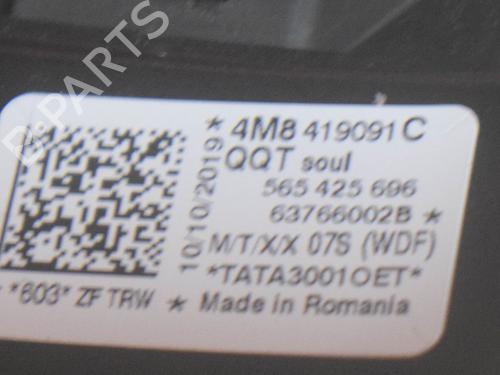 B-PARTS
*4M8 419091C
QQT soul
565 425 696
63766002B *
M/T/X/X 07S (WDF)
*TATA3001OET*
*603* ZF TRW * Made in Romania
10/10/2019